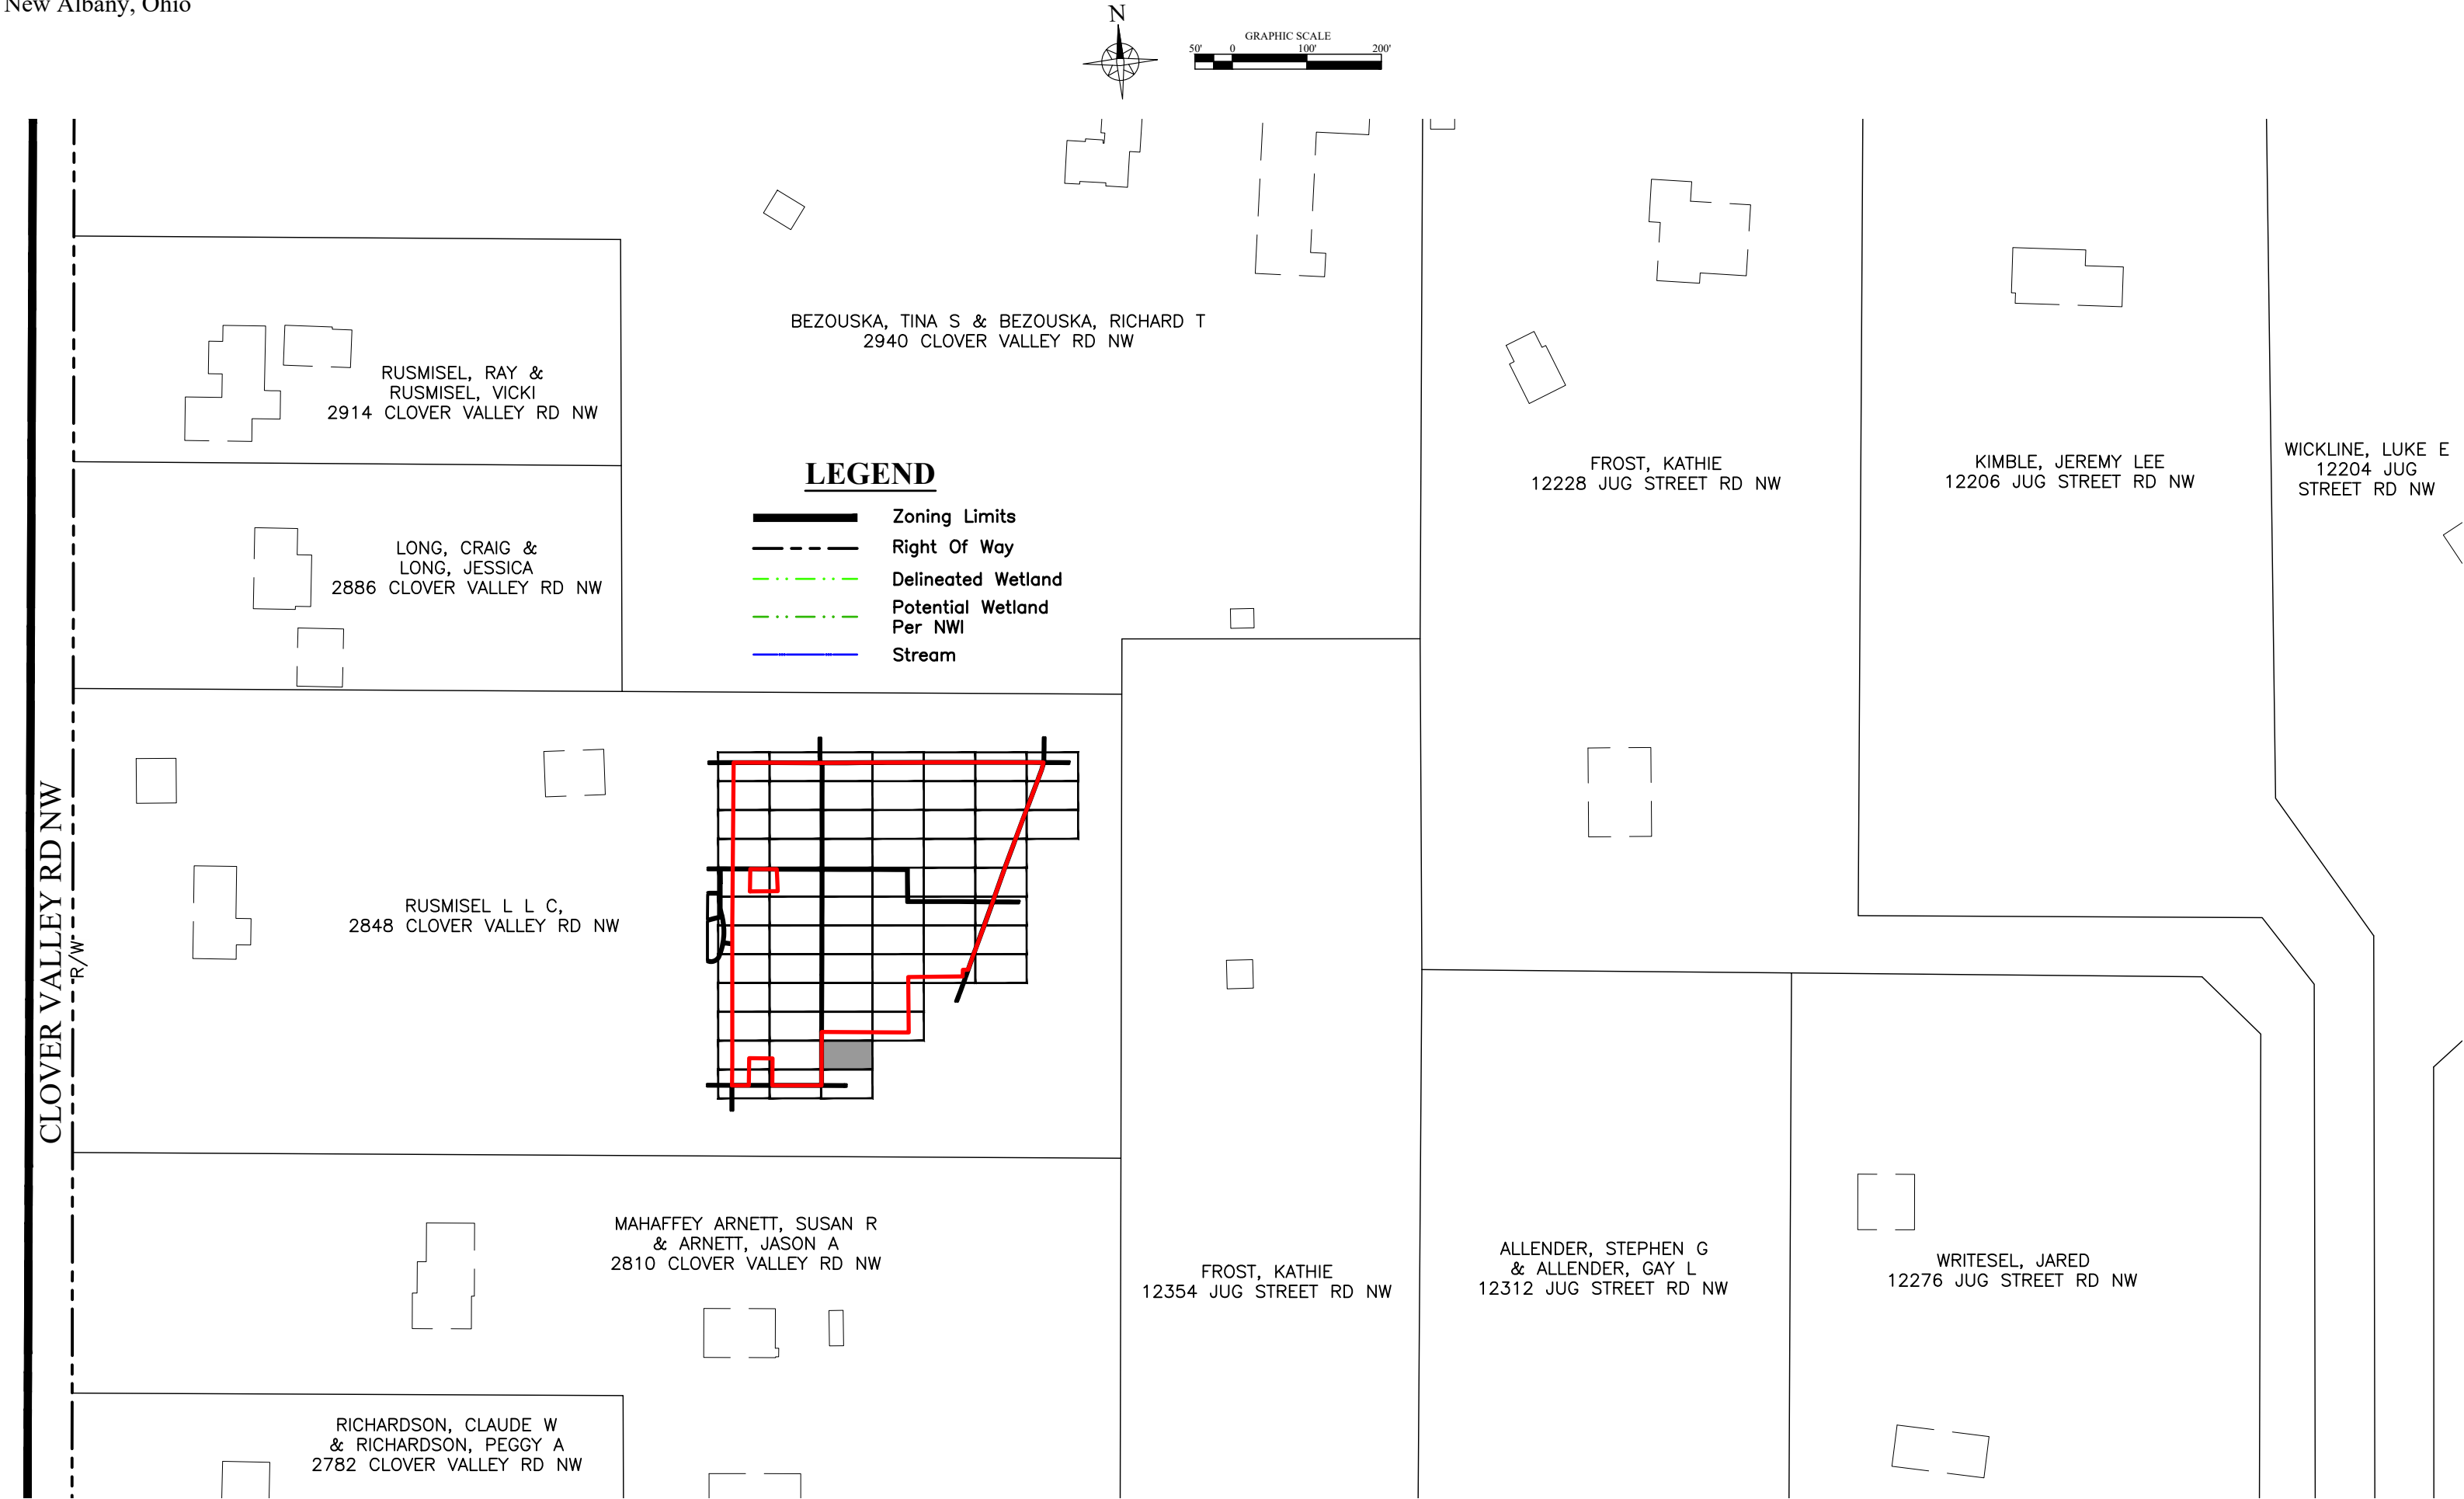 New Albany, Ohio
N
GRAPHIC SCALE
50' 0 100' 200'
BEZOUSKA, TINA S & BEZOUSKA, RICHARD T
2940 CLOVER VALLEY RD NW
RUSMISEL, RAY &
RUSMISEL, VICKI
2914 CLOVER VALLEY RD NW
FROST, KATHIE
12228 JUG STREET RD NW
KIMBLE, JEREMY LEE
12206 JUG STREET RD NW
WICKLINE, LUKE E
12204 JUG
STREET RD NW
LEGEND
Zoning Limits
Right Of Way
Delineated Wetland
Potential Wetland
Per NWI
Stream
LONG, CRAIG &
LONG, JESSICA
2886 CLOVER VALLEY RD NW
CLOVER VALLEY RD NW
R/W
RUSMISEL L L C,
2848 CLOVER VALLEY RD NW
MAHAFFEY ARNETT, SUSAN R
& ARNETT, JASON A
2810 CLOVER VALLEY RD NW
FROST, KATHIE
12354 JUG STREET RD NW
ALLENDER, STEPHEN G
& ALLENDER, GAY L
12312 JUG STREET RD NW
WRITESEL, JARED
12276 JUG STREET RD NW
RICHARDSON, CLAUDE W
& RICHARDSON, PEGGY A
2782 CLOVER VALLEY RD NW